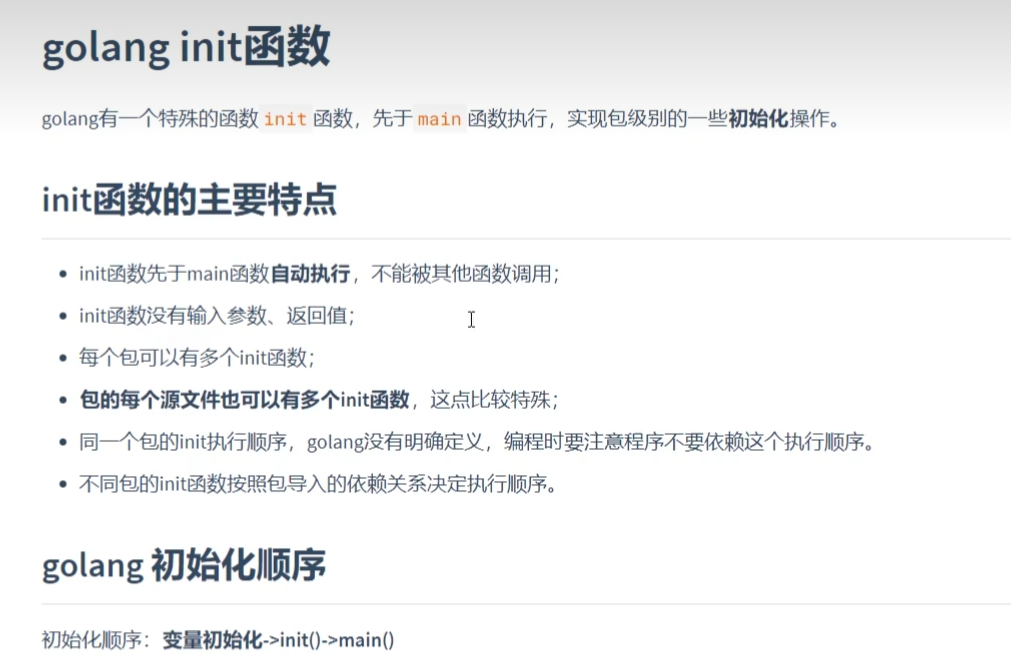 golang init函数
golang有一个特殊的函数 init 函数，先于 main 函数执行，实现包级别的一些初始化操作。
init函数的主要特点
• init函数先于main函数自动执行，不能被其他函数调用；
• init函数没有输入参数、返回值；
• 每个包可以有多个init函数；
• 包的每个源文件也可以有多个init函数，这点比较特殊；
• 同一个包的init执行顺序，golang没有明确定义，编程时要注意程序不要依赖这个执行顺序。
• 不同包的init函数按照包导入的依赖关系决定执行顺序。
golang 初始化顺序
初始化顺序：变量初始化->init()->main()